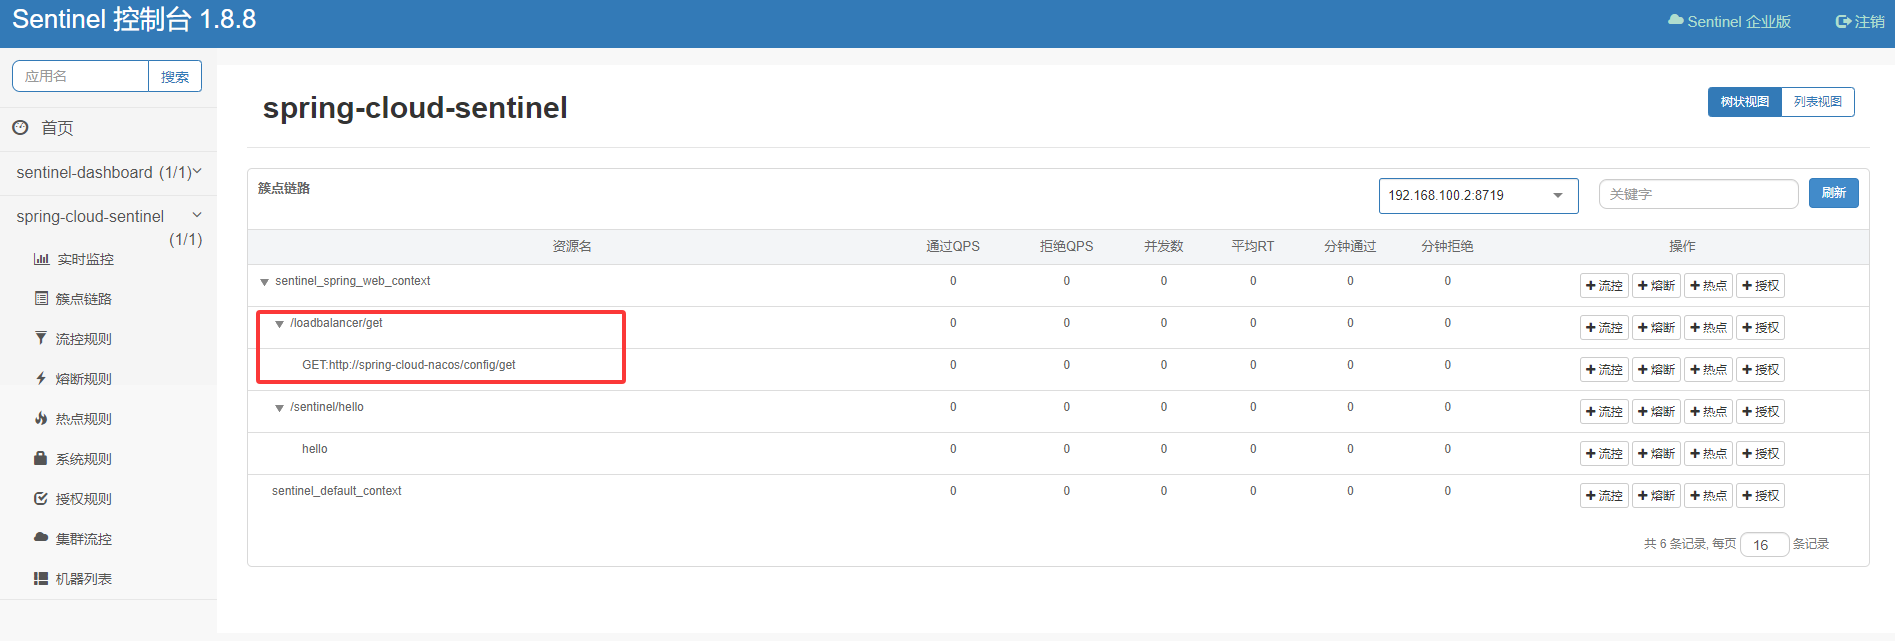 Sentinel 控制台 1.8.8
Sentinel 企业版
注销
应用名
搜索
首页
sentinel-dashboard (1/1)
spring-cloud-sentinel
(1/1)
实时监控
簇点链路
流控规则
熔断规则
热点规则
系统规则
授权规则
集群流控
机器列表
spring-cloud-sentinel
树状视图 列表视图
簇点链路
192.168.100.2:8719
关键字
刷新
资源名 通过QPS 拒绝QPS 并发数 平均RT 分钟通过 分钟拒绝 操作
sentinel_spring_web_context 0 0 0 0 0 0 流控 熔断 热点 授权
/loadbalancer/get 0 0 0 0 0 0 流控 熔断 热点 授权
GET:http://spring-cloud-nacos/config/get 0 0 0 0 0 0 流控 熔断 热点 授权
/sentinel/hello 0 0 0 0 0 0 流控 熔断 热点 授权
hello 0 0 0 0 0 0 流控 熔断 热点 授权
sentinel_default_context 0 0 0 0 0 0 流控 熔断 热点 授权
共 6 条记录, 每页 16 条记录